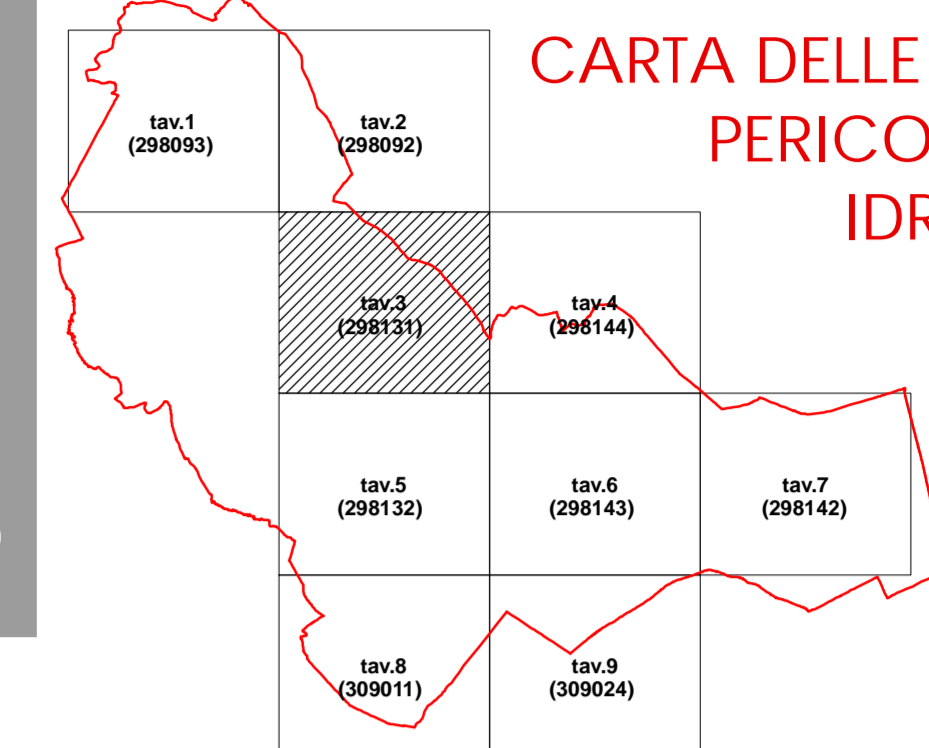 CARTA DELLE
PERICO
IDR
tav.1
(298093)
tav.2
(298092)
tav.3
(298131)
tav.4
(298144)
tav.5
(298132)
tav.6
(298143)
tav.7
(298142)
tav.8
(309011)
tav.9
(309024)